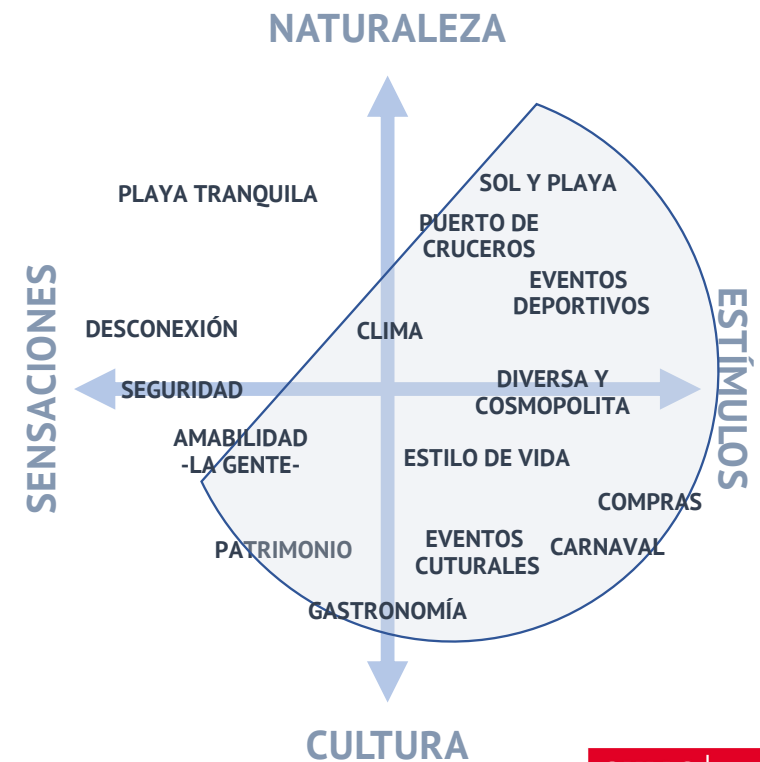 NATURALEZA
SOL Y PLAYA
PLAYA TRANQUILA
PUERTO DE
CRUCEROS
EVENTOS
DEPORTIVOS
DESCONEXIÓN
CLIMA
SENSACIONES
ESTÍMULOS
SEGURIDAD
DIVERSA Y
COSMOPOLITA
AMABILIDAD
-LA GENTE-
ESTILO DE VIDA
COMPRAS
PATRIMONIO
EVENTOS
CUTURALES
CARNAVAL
GASTRONOMÍA
CULTURA